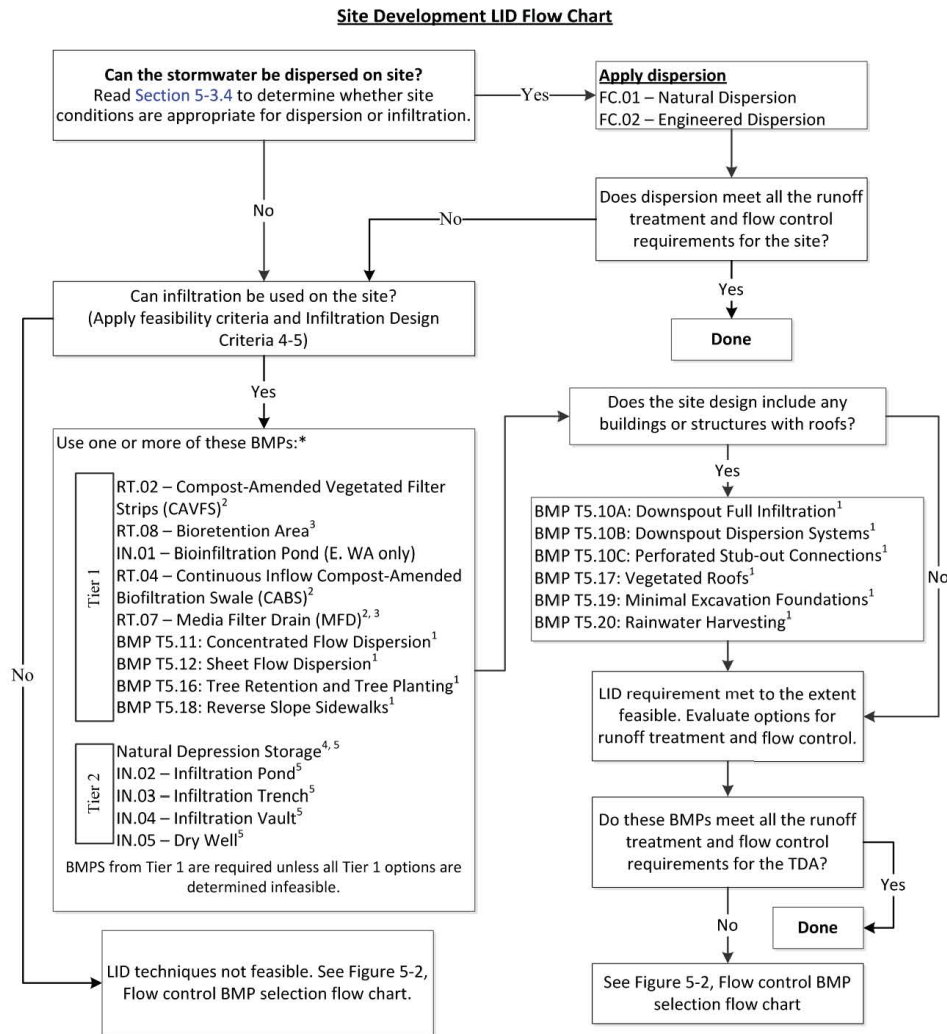 Site Development LID Flow Chart
Can the stormwater be dispersed on site?
Read Section 5-3.4 to determine whether site
conditions are appropriate for dispersion or infiltration.
Yes
Apply dispersion
FC.01 – Natural Dispersion
FC.02 – Engineered Dispersion
No
No
Does dispersion meet all the runoff
treatment and flow control
requirements for the site?
Yes
Done
Can infiltration be used on the site?
(Apply feasibility criteria and Infiltration Design
Criteria 4-5)
Yes
No
Use one or more of these BMPs:*
Tier 1
RT.02 – Compost-Amended Vegetated Filter
Strips (CAVFS)²
RT.08 – Bioretention Area³
IN.01 – Bioinfiltration Pond (E. WA only)
RT.04 – Continuous Inflow Compost-Amended
Biofiltration Swale (CABS)²
RT.07 – Media Filter Drain (MFD)²,³
BMP T5.11: Concentrated Flow Dispersion¹
BMP T5.12: Sheet Flow Dispersion¹
BMP T5.16: Tree Retention and Tree Planting¹
BMP T5.18: Reverse Slope Sidewalks¹
Tier 2
Natural Depression Storage⁴,⁵
IN.02 – Infiltration Pond⁵
IN.03 – Infiltration Trench⁵
IN.04 – Infiltration Vault⁵
IN.05 – Dry Well⁵
BMPS from Tier 1 are required unless all Tier 1 options are
determined infeasible.
LID techniques not feasible. See Figure 5-2,
Flow control BMP selection flow chart.
Does the site design include any
buildings or structures with roofs?
Yes
No
BMP T5.10A: Downspout Full Infiltration¹
BMP T5.10B: Downspout Dispersion Systems¹
BMP T5.10C: Perforated Stub-out Connections¹
BMP T5.17: Vegetated Roofs¹
BMP T5.19: Minimal Excavation Foundations¹
BMP T5.20: Rainwater Harvesting¹
LID requirement met to the extent
feasible. Evaluate options for
runoff treatment and flow control.
Do these BMPs meet all the runoff
treatment and flow control
requirements for the TDA?
Yes
Done
No
See Figure 5-2, Flow control BMP
selection flow chart